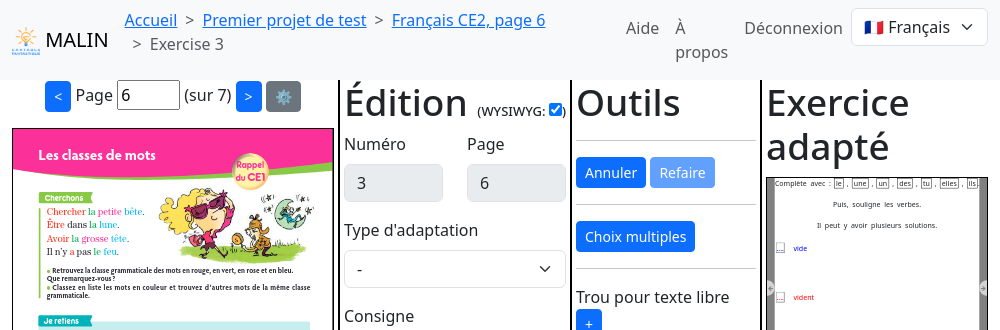 MALIN
Accueil > Premier projet de test > Français CE2, page 6
> Exercise 3
Aide
À propos
Déconnexion
Français
< Page 6 (sur 7) >
Les classes de mots
Rappel
du CE1
Cherchons
Chercher la petite bête.
Être dans la lune.
Avoir la grosse tête.
Il n'y a pas le feu.
• Retrouvez la classe grammaticale des mots en rouge, en vert, en rose et en bleu.
Que remarquez-vous ?
• Classez en liste les mots en couleur et trouvez d'autres mots de la même classe
grammaticale.
Je retiens
Édition (WYSIWYG: )
Numéro Page
3 6
Type d'adaptation
-
Consigne
Outils
Annuler Refaire
Choix multiples
Trou pour texte libre
+
Exercice
adapté
Complète avec : le , une , un , des , tu , elles , ils.
Puis, souligne les verbes.
Il peut y avoir plusieurs solutions.
... vide
... vident